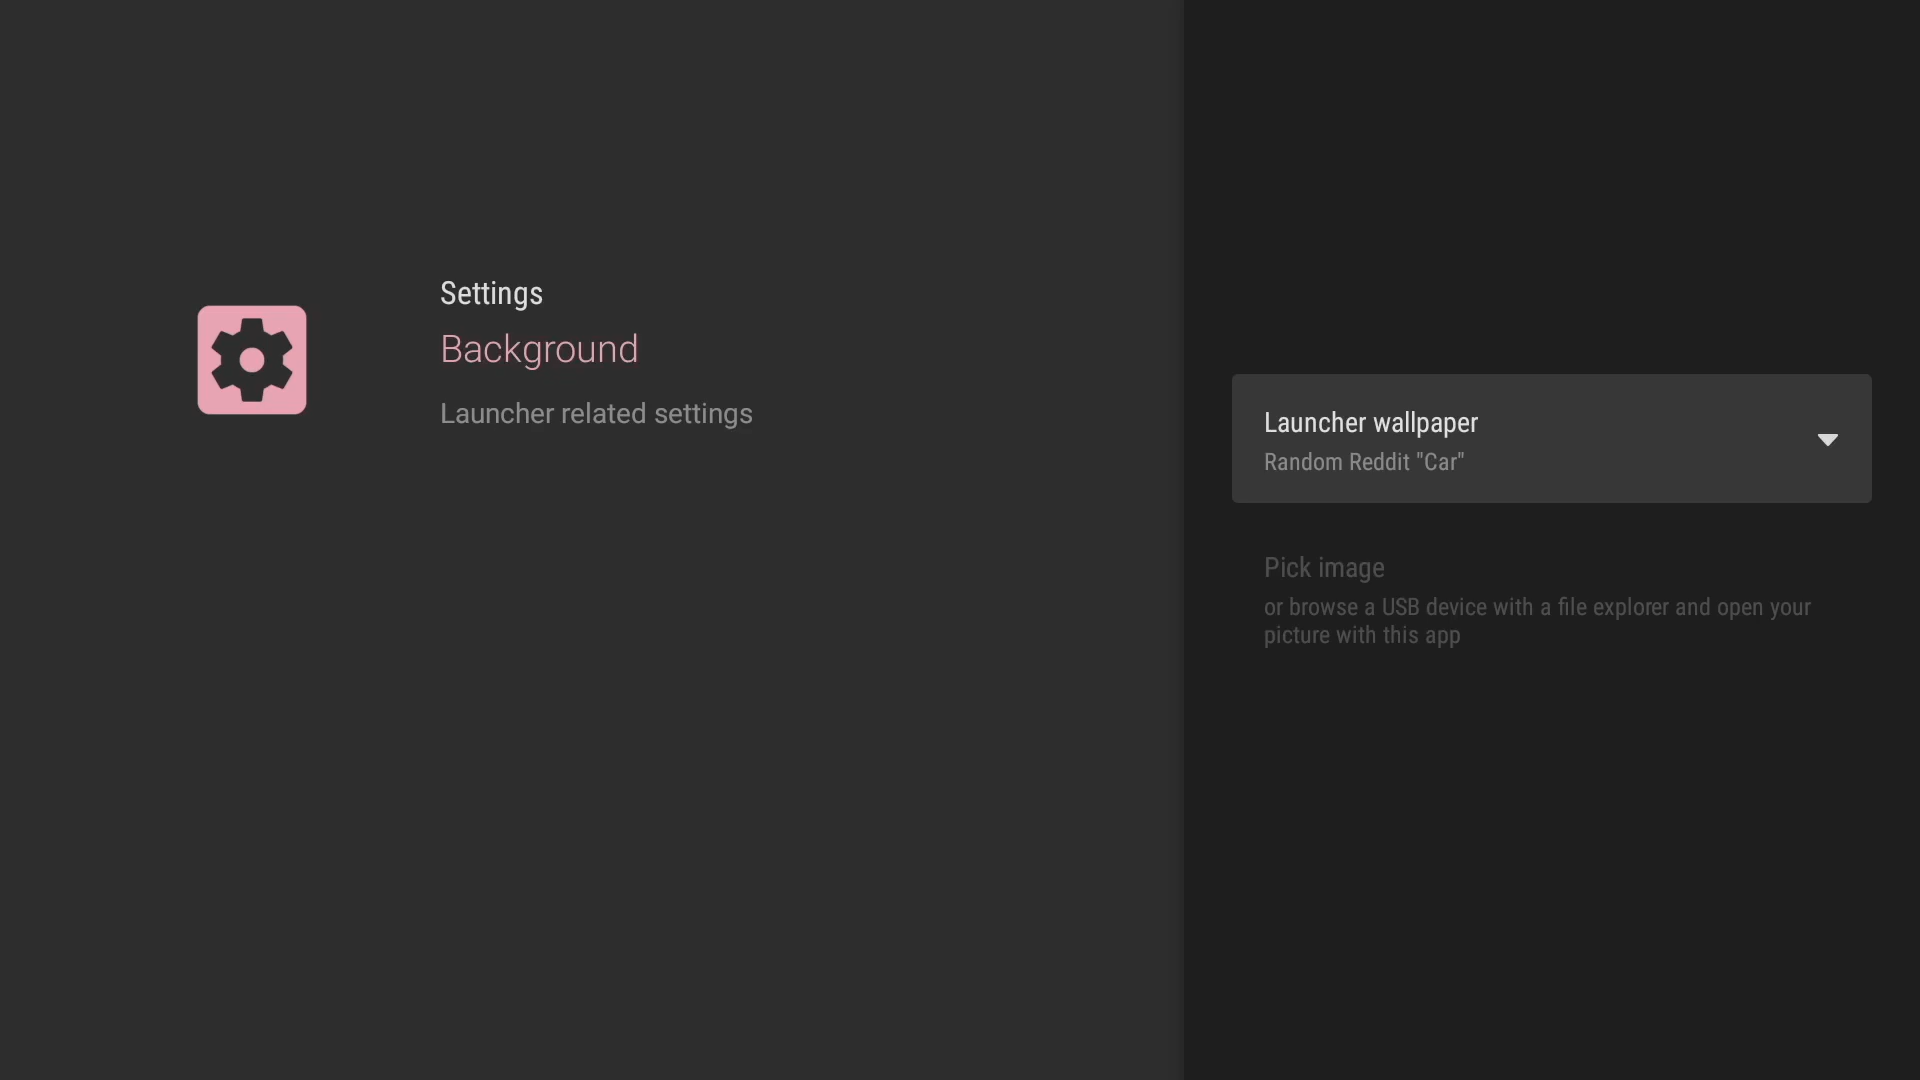 Settings
Background
Launcher related settings
Launcher wallpaper
Random Reddit "Car"
Pick image
or browse a USB device with a file explorer and open your
picture with this app